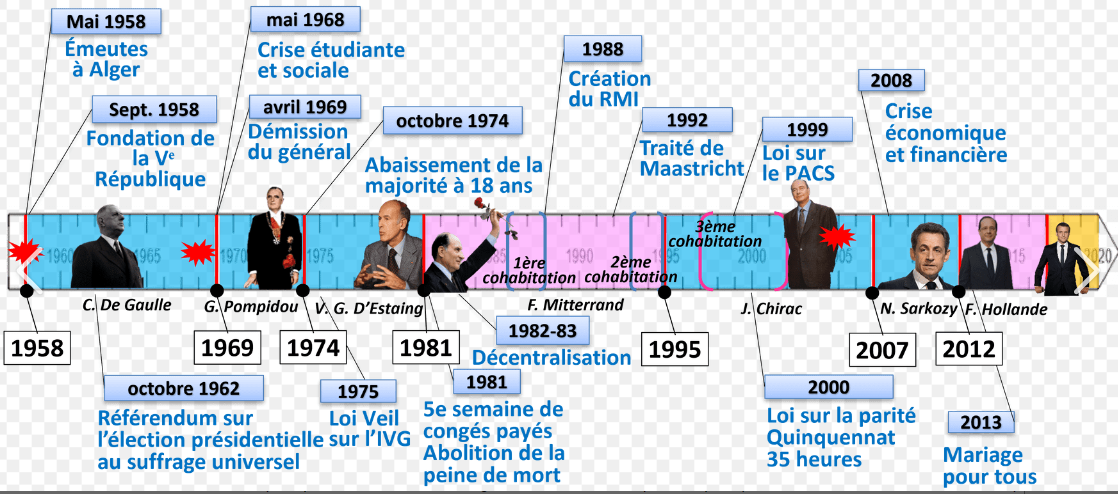 Mai 1958
Émeutes
à Alger
Sept. 1958
Fondation de
la Ve
République
mai 1968
Crise étudiante
et sociale
avril 1969
Démission
du général
octobre 1974
Abaissement de la
majorité à 18 ans
1988
Création
du RMI
1992
Traité de
Maastricht
1999
Loi sur
le PACS
2008
Crise
économique
et financière
1960
1965
1970
1975
1990
2000
2020
1ère
cohabitation
2ème
cohabitation
3ème
cohabitation
C. De Gaulle
G. Pompidou
V. G. D’Estaing
F. Mitterrand
J. Chirac
N. Sarkozy
F. Hollande
1958
1969
1974
1981
1995
2007
2012
octobre 1962
Référendum sur
l’élection présidentielle
au suffrage universel
1975
Loi Veil
sur l’IVG
1982-83
Décentralisation
1981
5e semaine de
congés payés
Abolition de la
peine de mort
2000
Loi sur la parité
Quinquennat
35 heures
2013
Mariage
pour tous